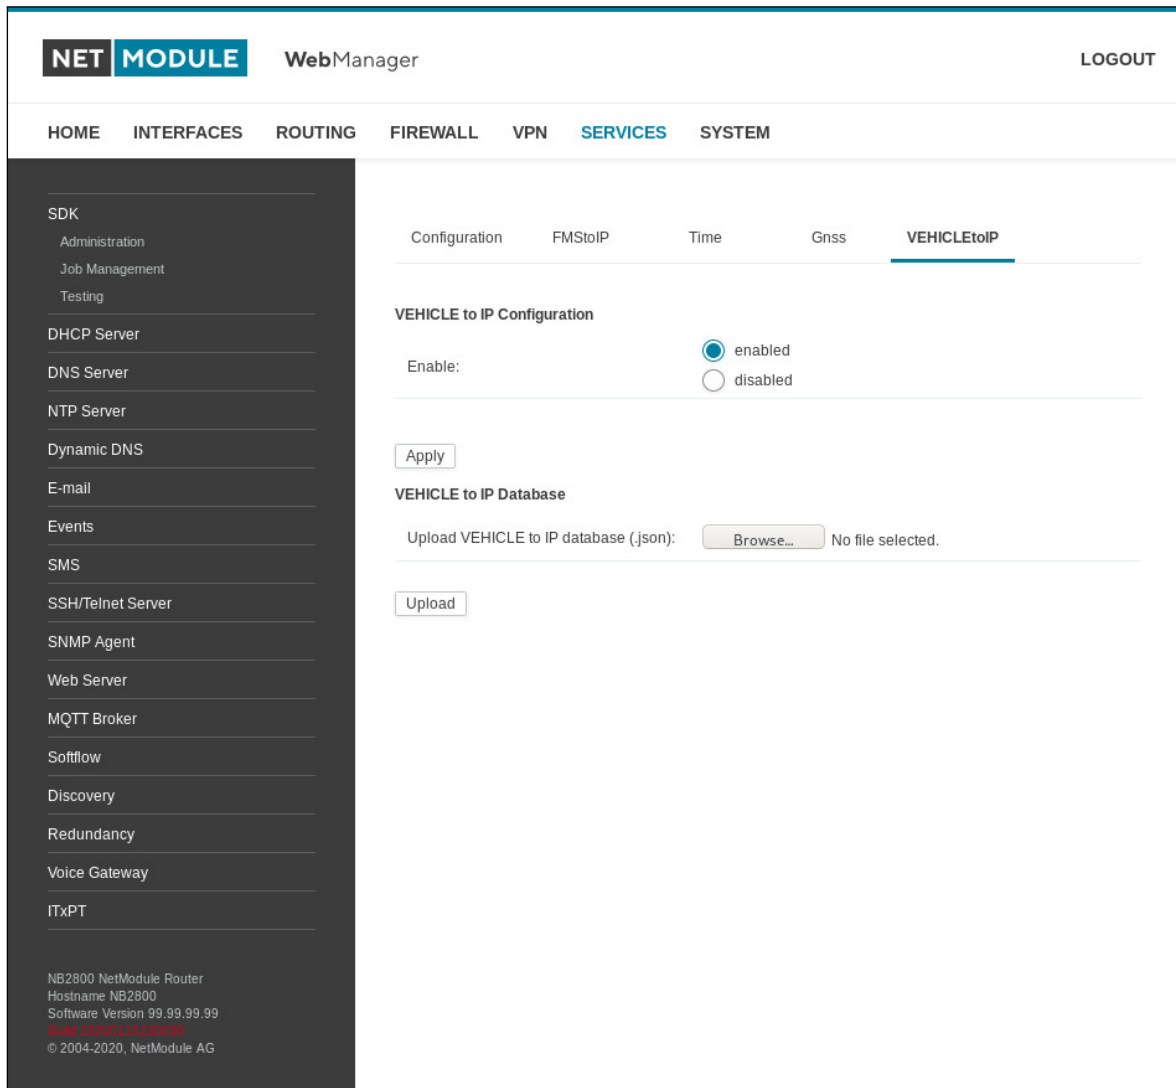 NET MODULE WebManager LOGOUT
HOME INTERFACES ROUTING FIREWALL VPN SERVICES SYSTEM
SDK
Administration
Job Management
Testing
DHCP Server
DNS Server
NTP Server
Dynamic DNS
E-mail
Events
SMS
SSH/Telnet Server
SNMP Agent
Web Server
MQTT Broker
Softflow
Discovery
Redundancy
Voice Gateway
ITxPT
NB2800 NetModule Router
Hostname NB2800
Software Version 99.99.99.99
Build
© 2004-2020, NetModule AG
Configuration FMStoIP Time Gnss VEHICLEtoIP
VEHICLE to IP Configuration
Enable:
enabled
disabled
Apply
VEHICLE to IP Database
Upload VEHICLE to IP database (.json): Browse... No file selected.
Upload